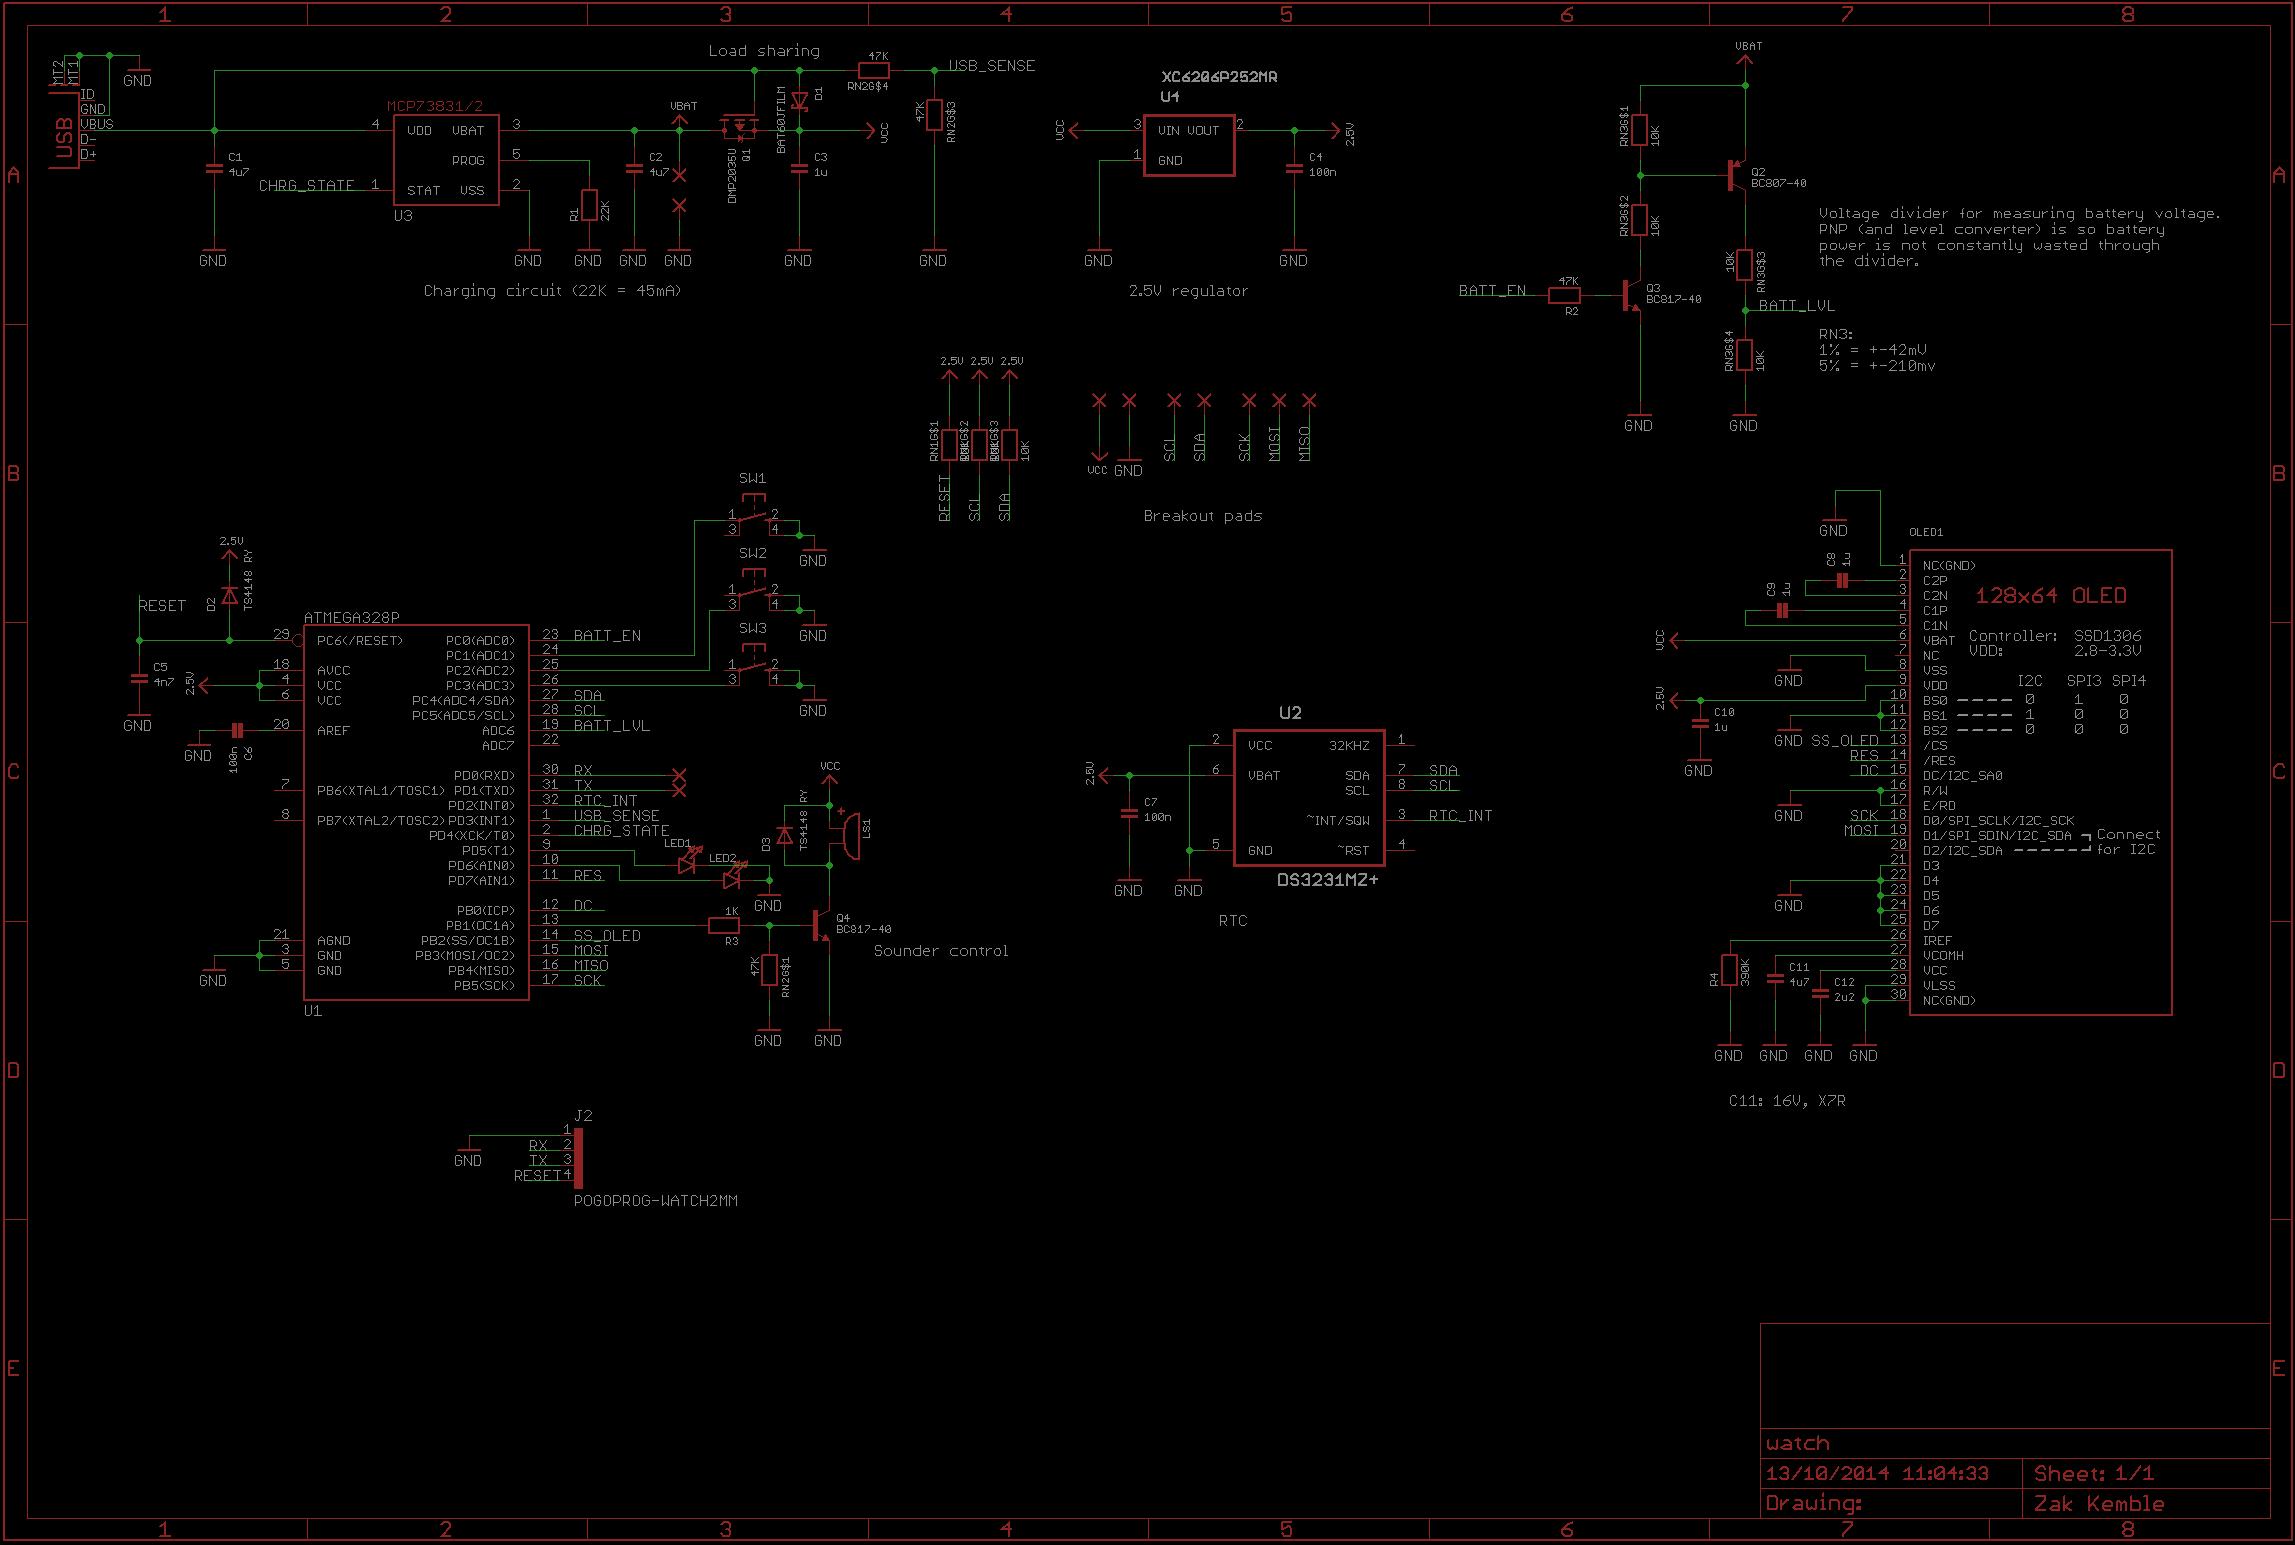 1 2 3 4 5 6 7 8
A A
B B
C C
D D
E E
MT2
MT1
GND
USB
ID
GND
VBUS
D-
D+
C1
4u7
GND
CHRG_STATE
MCP73831/2
4 VDD VBAT 3
PROG 5
1 STAT VSS 2
U3
GND
R1
22K
GND
C2
4u7
GND
VBAT
GND
Load sharing
DMP2035U
Q1
BAT60JFILM
D1
VCC
C3
1u
GND
47K
RN2G$4
USB_SENSE
47K
RN2G$3
GND
Charging circuit (22K = 45mA)
XC6206P252MR
U4
VCC
3 VIN VOUT 2
1 GND
2.5V
C4
100n
GND
GND
2.5V regulator
VBAT
RN3G$1
10K
Q2
BC807-40
RN3G$2
10K
10K
RN3G$3
BATT_EN
47K
R2
Q3
BC817-40
BATT_LVL
RN3G$4
10K
GND
GND
Voltage divider for measuring battery voltage.
PNP (and level converter) is so battery
power is not constantly wasted through
the divider.
RN3:
1% = +-42mV
5% = +-210mv
2.5V 2.5V 2.5V
RN1G$1
10K
RESET
SCL
SDA
VCC GND
SCL
SDA
SCK
MOSI
MISO
Breakout pads
SW1
1 2
3 4
GND
SW2
1 2
3 4
GND
SW3
1 2
3 4
GND
2.5V
RESET
D2
TS4148 RY
C5
4n7
GND
2.5V
GND
100n
C6
ATMEGA328P
29 PC6(/RESET)
18 AVCC
4 VCC
6 VCC
20 AREF
7 PB6(XTAL1/TOSC1)
8 PB7(XTAL2/TOSC2)
21 AGND
3 GND
5 GND
GND
U1
PC0(ADC0) 23 BATT_EN
PC1(ADC1) 24
PC2(ADC2) 25
PC3(ADC3) 26
PC4(ADC4/SDA) 27 SDA
PC5(ADC5/SCL) 28 SCL
ADC6 19 BATT_LVL
ADC7 22
PD0(RXD) 30 RX
PD1(TXD) 31 TX
PD2(INT0) 32 RTC_INT
PD3(INT1) 1 USB_SENSE
PD4(XCK/T0) 2 CHRG_STATE
PD5(T1) 9
PD6(AIN0) 10
PD7(AIN1) 11 RES
PB0(ICP) 12 DC
PB1(OC1A) 13
PB2(SS/OC1B) 14 SS_OLED
PB3(MOSI/OC2) 15 MOSI
PB4(MISO) 16 MISO
PB5(SCK) 17 SCK
LED1
LED2
GND
VCC
D3
TS4148 RY
+
LS1
1K
R3
Q4
BC817-40
47K
RN2G$1
GND
GND
Sounder control
U2
2 VCC 32KHZ 1
6 VBAT SDA 7 SDA
SCL 8 SCL
~INT/SQW 3 RTC_INT
5 GND ~RST 4
DS3231MZ+
2.5V
C7
100n
GND
GND
RTC
OLED1
128x64 OLED
Controller: SSD1306
VDD: 2.8-3.3V
I2C SPI3 SPI4
GND
C8
1u
C9
1u
VCC
GND
2.5V
C10
1u
GND
GND
1 NC(GND)
2 C2P
3 C2N
4 C1P
5 C1N
6 VBAT
7 NC
8 VSS
9 VDD
10 BS0 ---- 0 1 0
11 BS1 ---- 1 0 0
12 BS2 ---- 0 0 0
SS_OLED 13 /CS
RES 14 /RES
DC 15 DC/I2C_SA0
16 R/W
17 E/RD
GND
SCK 18 D0/SPI_SCLK/I2C_SCK
MOSI 19 D1/SPI_SDIN/I2C_SDA Connect
20 D2/I2C_SDA ------- for I2C
21 D3
22 D4
23 D5
24 D6
25 D7
GND
26 IREF
27 VCOMH
28 VCC
29 VLSS
30 NC(GND)
R4
390K
C11
4u7
C12
2u2
GND GND GND GND
C11: 16V, X7R
J2
1
RX 2
TX 3
RESET 4
GND
POGOPROG-WATCH2MM
watch
13/10/2014 11:04:33 Sheet: 1/1
Drawing: Zak Kemble
1 2 3 4 5 6 7 8